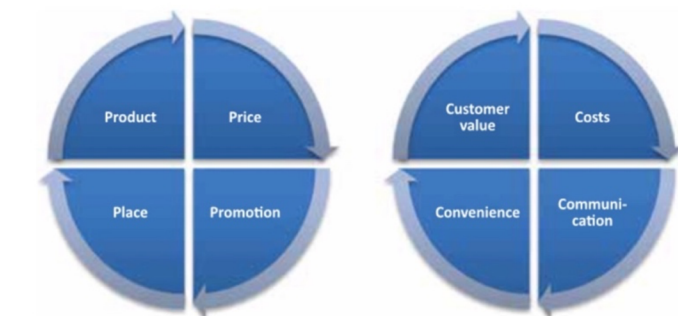 Product
Price
Place
Promotion
Customer
value
Costs
Convenience
Communi-
cation